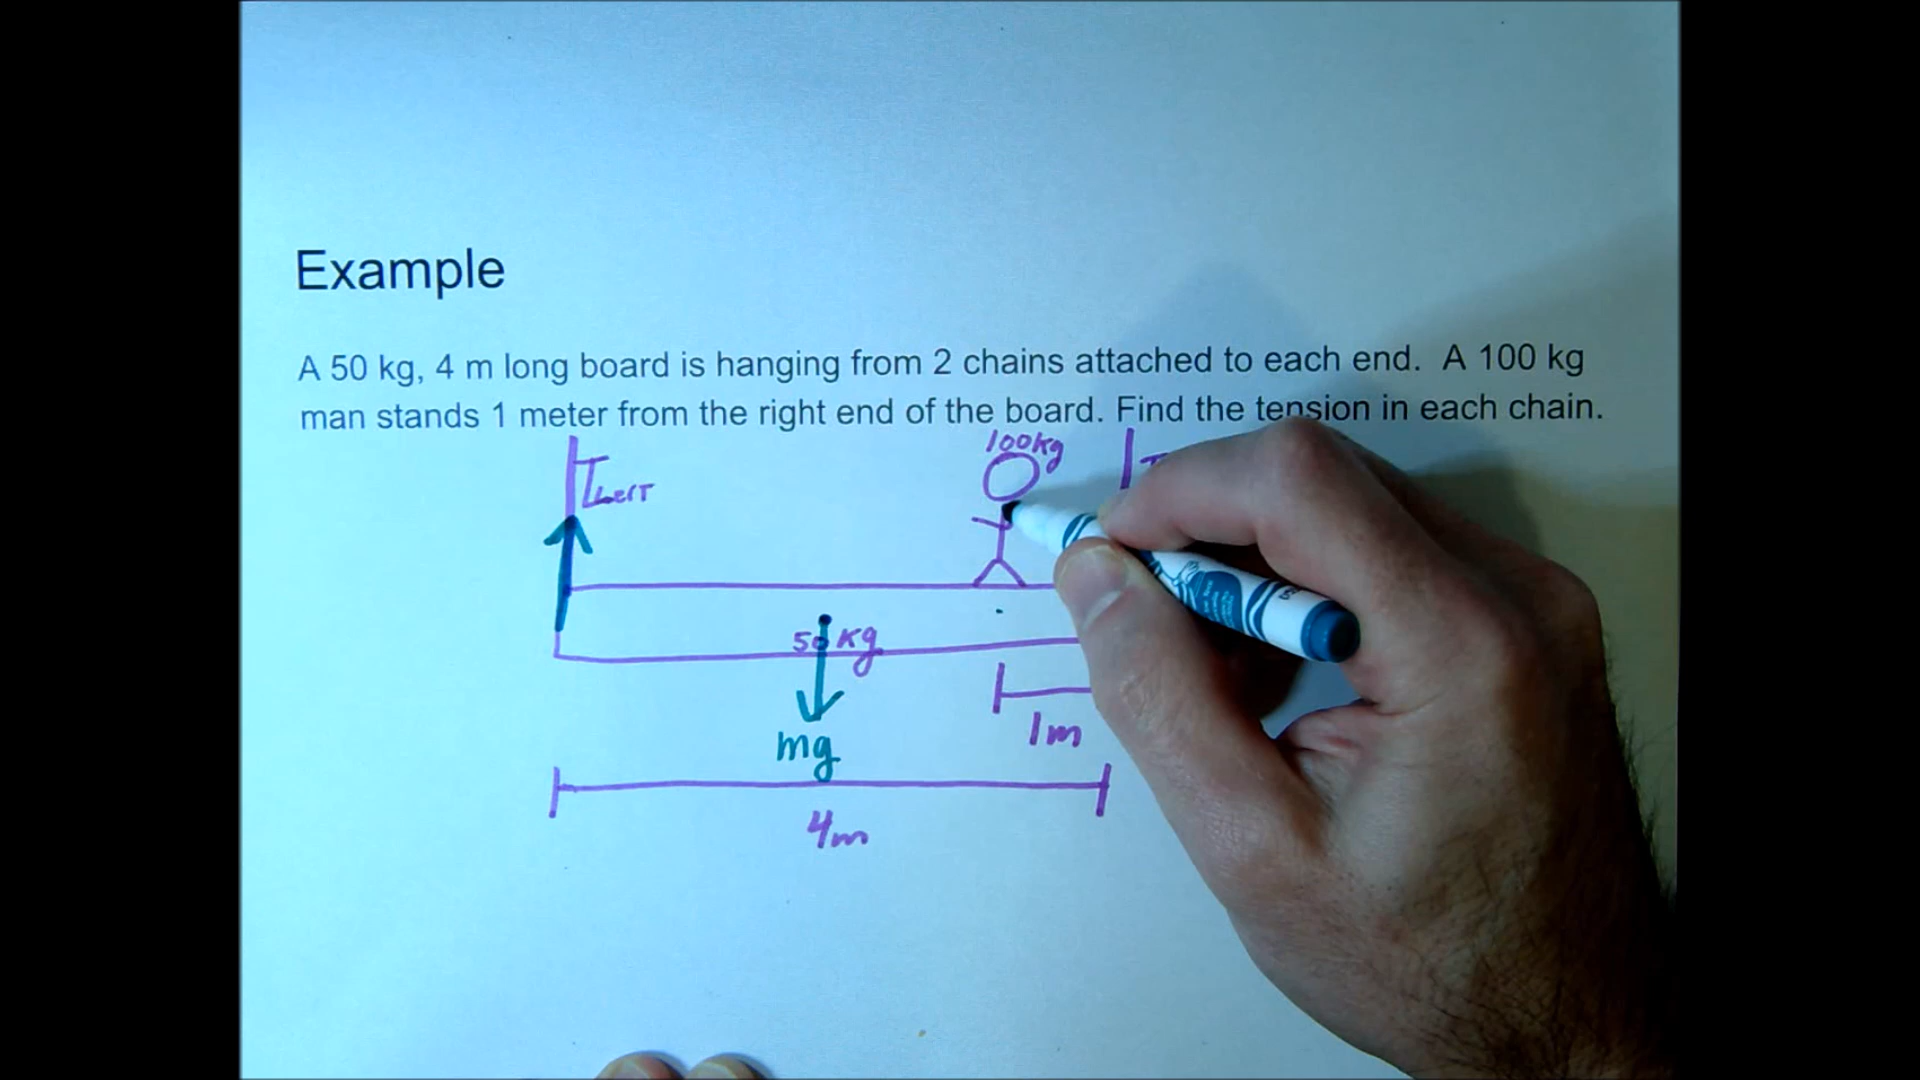 Example
A 50 kg, 4 m long board is hanging from 2 chains attached to each end. A 100 kg
man stands 1 meter from the right end of the board. Find the tension in each chain.
100kg
TLeft
50 kg
mg
1m
4m